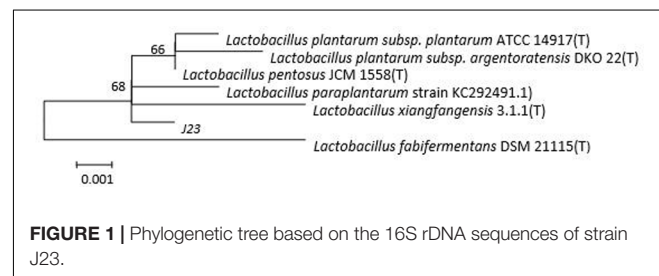 Lactobacillus plantarum subsp. plantarum ATCC 14917(T)
66
Lactobacillus plantarum subsp. argentoratensis DKO 22(T)
Lactobacillus pentosus JCM 1558(T)
68
Lactobacillus paraplantarum strain KC292491.1)
Lactobacillus xiangfangensis 3.1.1(T)
J23
Lactobacillus fabifermentans DSM 21115(T)
0.001
FIGURE 1 | Phylogenetic tree based on the 16S rDNA sequences of strain
J23.